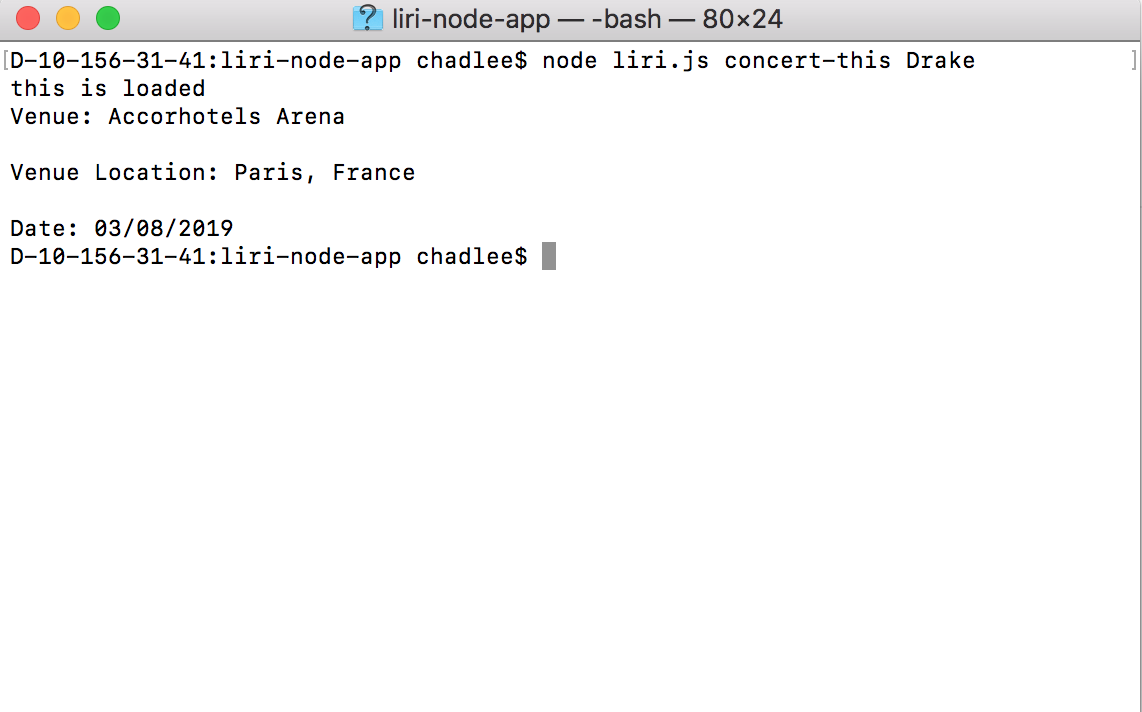 liri-node-app — -bash — 80×24
[D-10-156-31-41:liri-node-app chadlee$ node liri.js concert-this Drake ]
this is loaded
Venue: Accorhotels Arena
Venue Location: Paris, France
Date: 03/08/2019
D-10-156-31-41:liri-node-app chadlee$